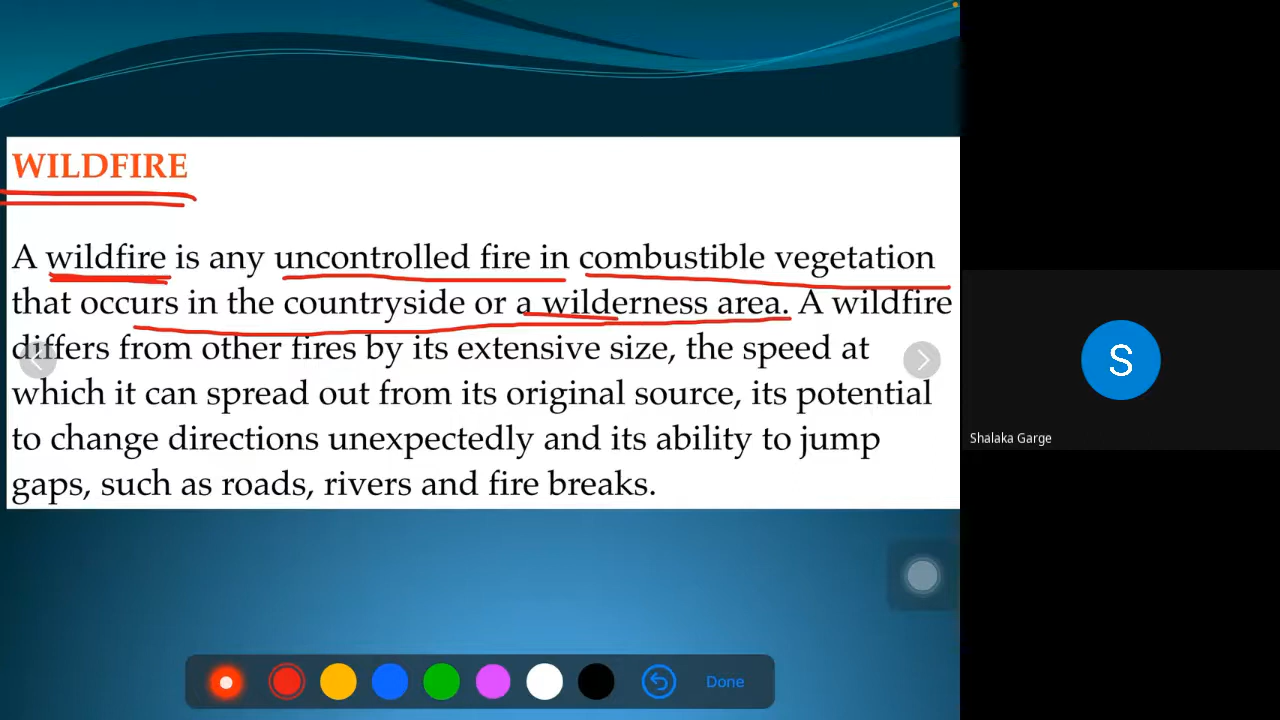 WILDFIRE
A wildfire is any uncontrolled fire in combustible vegetation
that occurs in the countryside or a wilderness area. A wildfire
differs from other fires by its extensive size, the speed at
which it can spread out from its original source, its potential
to change directions unexpectedly and its ability to jump
gaps, such as roads, rivers and fire breaks.
S
Shalaka Garge
Done